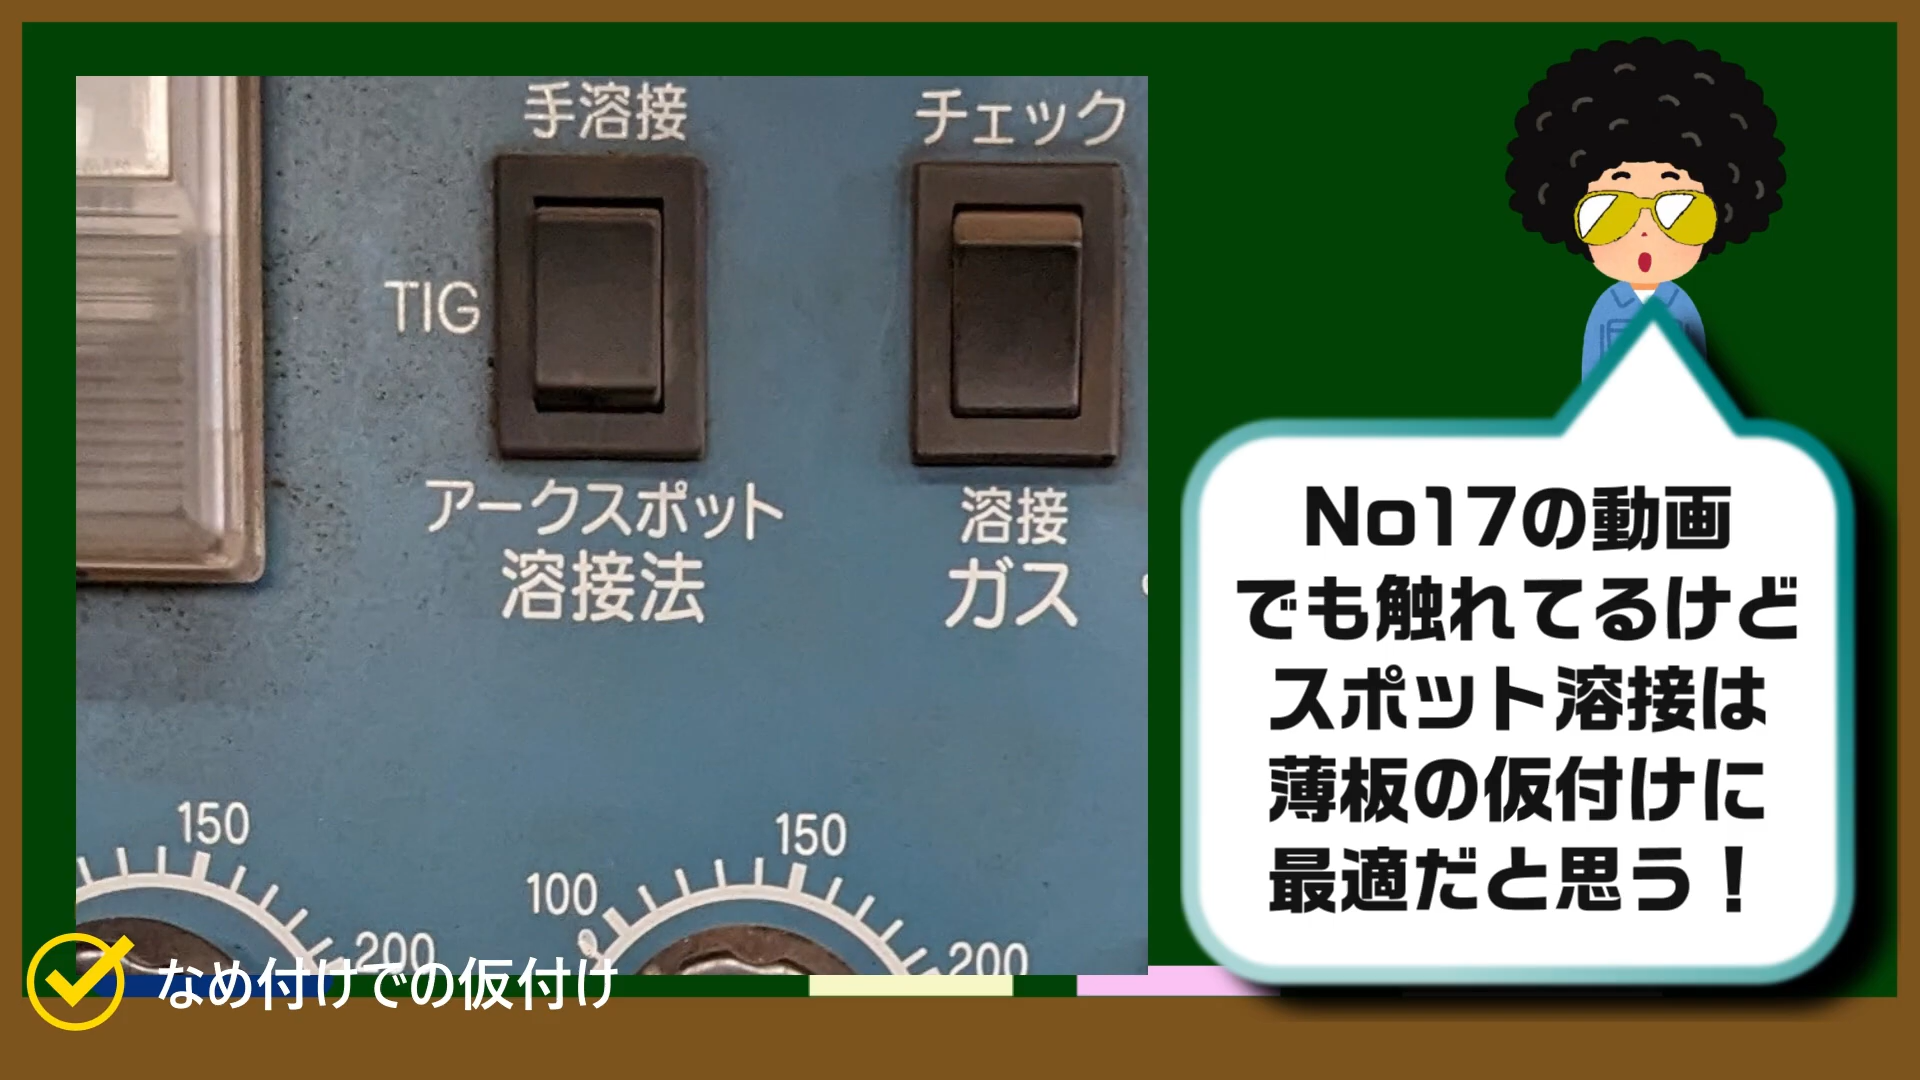 手溶接
チェック
TIG
アークスポット
溶接法
溶接
ガス
150
200
100
150
200
No17の動画
でも触れてるけど
スポット溶接は
薄板の仮付けに
最適だと思う！
なめ付けでの仮付け